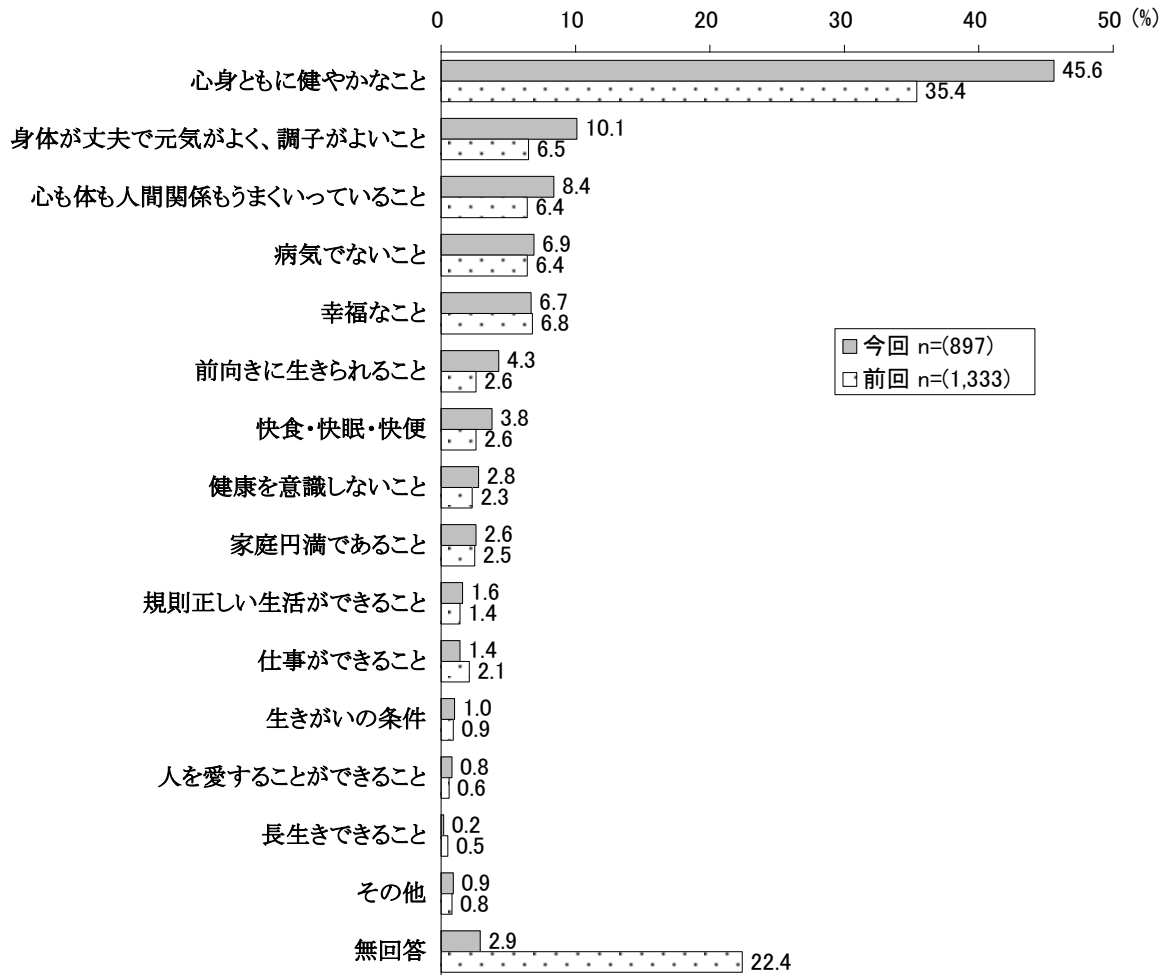 0 10 20 30 40 50 (%)
心身ともに健やかなこと 45.6
35.4
身体が丈夫で元気がよく、調子がよいこと 10.1
6.5
心も体も人間関係もうまくいっていること 8.4
6.4
病気でないこと 6.9
6.4
幸福なこと 6.7
6.8
今回 n=(897)
前回 n=(1,333)
前向きに生きられること 4.3
2.6
快食・快眠・快便 3.8
2.6
健康を意識しないこと 2.8
2.3
家庭円満であること 2.6
2.5
規則正しい生活ができること 1.6
1.4
仕事ができること 1.4
2.1
生きがいの条件 1.0
0.9
人を愛することができること 0.8
0.6
長生きできること 0.2
0.5
その他 0.9
0.8
無回答 2.9
22.4